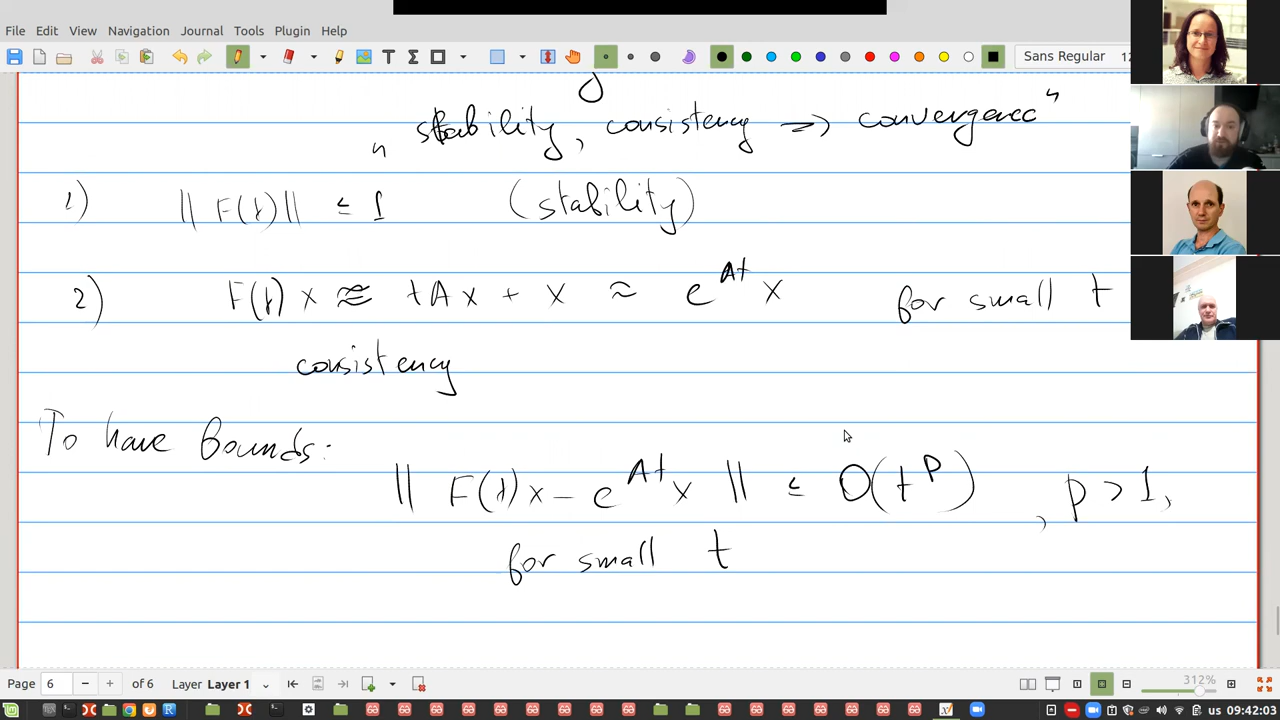 File Edit View Navigation Journal Tools Plugin Help
Sans Regular 12
"stability, consistency => convergence"
1) || F(t) || ≤ 1 (stability)
2) F(t) x ≈ tAx + x ≈ e^{At} x for small t
consistency
To have bounds:
|| F(t)x - e^{At} x || ≤ O(t^p), p > 1,
for small t
Page 6 of 6 Layer Layer 1 312%
us 09:42:03